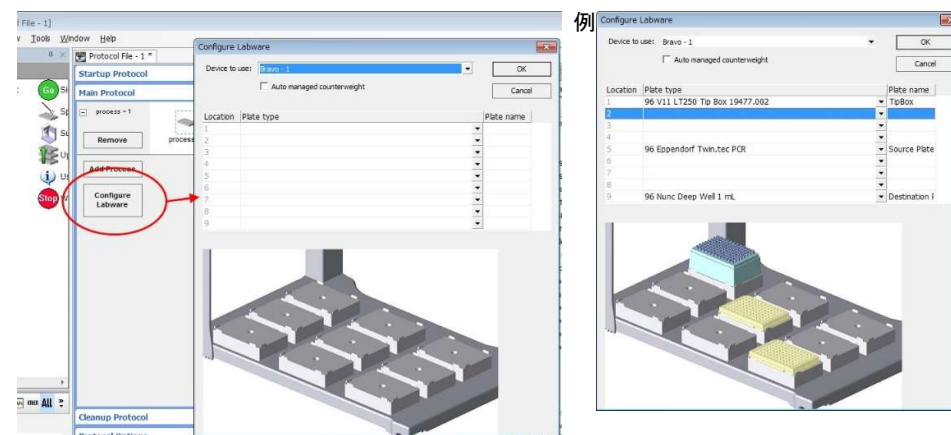 l File - 1]
Tools Window Help
Protocol File - 1 *
Startup Protocol
Main Protocol
process - 1
Remove
process
Add Process
Configure
Labware
Go
Stop
ALL
Cleanup Protocol
Configure Labware
Device to use: Bravo - 1
OK
Auto managed counterweight
Cancel
Location Plate type Plate name
1
2
3
4
5
6
7
8
9
例
Configure Labware
Device to use: Bravo - 1
OK
Auto managed counterweight
Cancel
Location Plate type Plate name
1 96 V11 LT250 Tip Box 19477.002 TipBox
2
3
4
5 96 Eppendorf Twin.tec PCR Source Plate
6
7
8
9 96 Nunc Deep Well 1 mL Destination